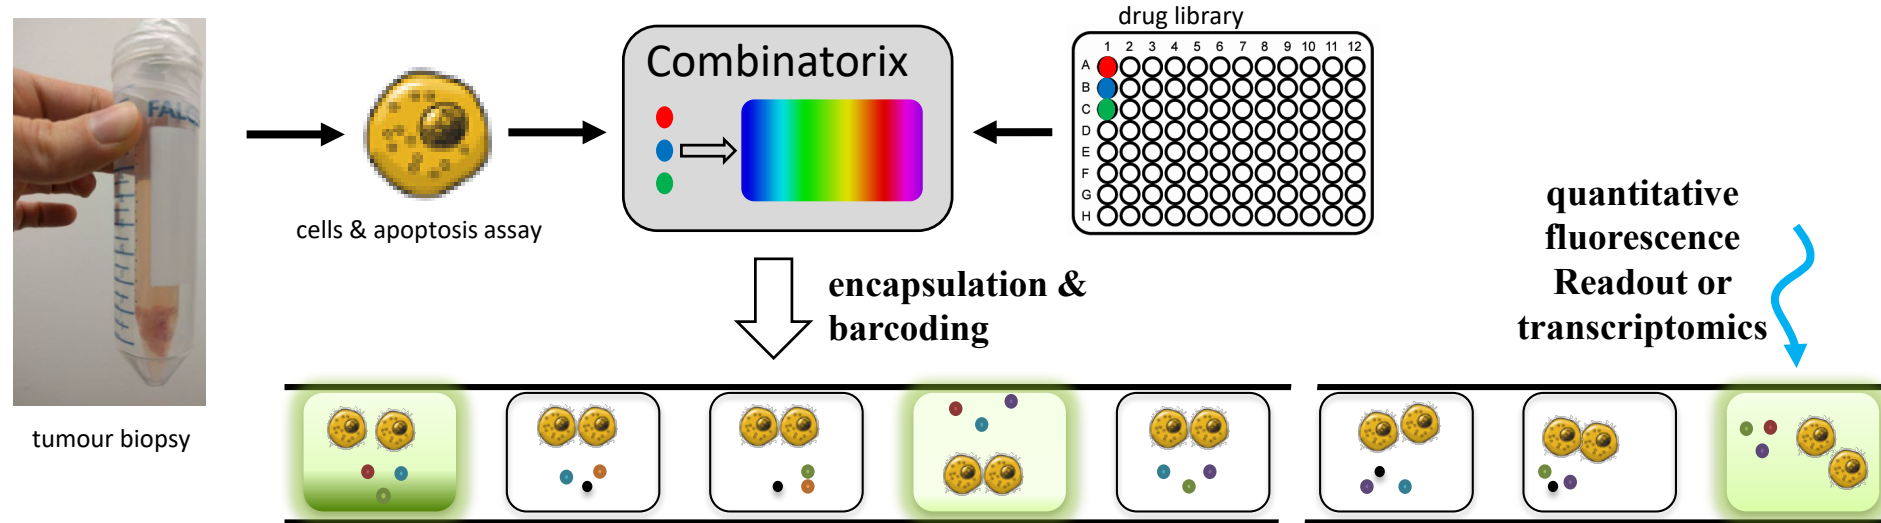 drug library
Combinatorix
1 2 3 4 5 6 7 8 9 10 11 12
A
B
C
D
E
F
G
H
FALC
cells & apoptosis assay
tumour biopsy
encapsulation &
barcoding
quantitative
fluorescence
Readout or
transcriptomics